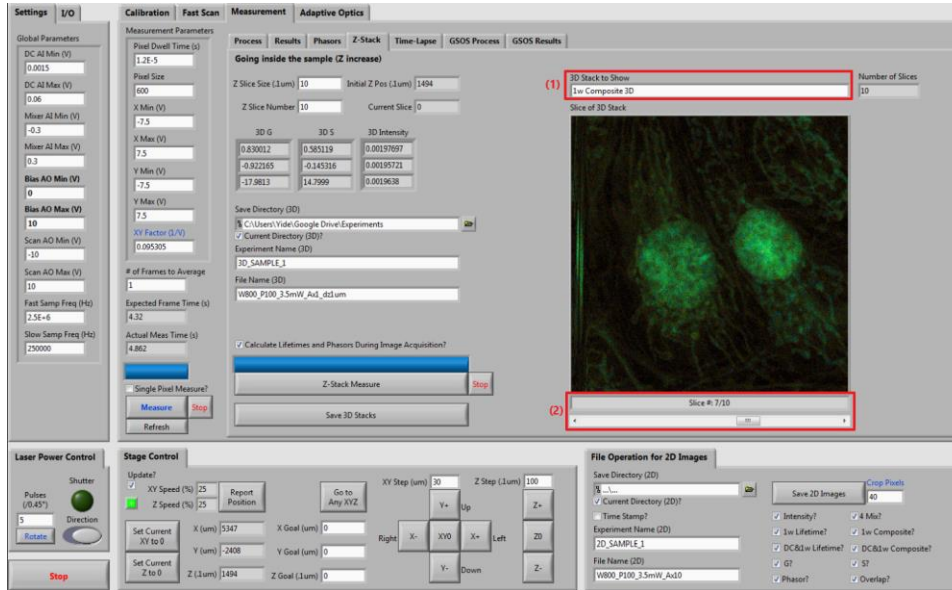 Settings I/O
Global Parameters
DC AI Min (V)
0.0015
DC AI Max (V)
0.06
Mixer AI Min (V)
-0.3
Mixer AI Max (V)
0.3
Bias AO Min (V)
0
Bias AO Max (V)
10
Scan AO Min (V)
-10
Scan AO Max (V)
10
Fast Samp Freq (Hz)
2.5E+6
Slow Samp Freq (Hz)
250000
Calibration Fast Scan Measurement Adaptive Optics
Measurement Parameters
Pixel Dwell Time (s)
1.2E-5
Pixel Size
600
X Min (V)
-7.5
X Max (V)
7.5
Y Min (V)
-7.5
Y Max (V)
7.5
XY Factor (1/V)
0.095305
# of Frames to Average
1
Expected Frame Time (s)
4.32
Actual Meas Time (s)
4.862
Single Pixel Measure?
Measure Stop
Refresh
Process Results Phasors Z-Stack Time-Lapse GSOS Process GSOS Results
Going inside the sample (Z increase)
Z Slice Size (.1um) 10 Initial Z Pos (.1um) 1494
Z Slice Number 10 Current Slice 0
3D G 3D S 3D Intensity
0.830012 0.585119 0.00197697
-0.922165 -0.145316 0.00195721
-17.9813 14.7999 0.0019638
Save Directory (3D)
C:\Users\Yide\Google Drive\Experiments
Current Directory (3D)?
Experiment Name (3D)
3D_SAMPLE_1
File Name (3D)
W800_P100_3.5mW_Ax1_dz1um
Calculate Lifetimes and Phasors During Image Acquisition?
Z-Stack Measure Stop
Save 3D Stacks
(1) 3D Stack to Show
1w Composite 3D
Number of Slices
10
Slice of 3D Stack
(2) Slice #: 7/10
Laser Power Control
Shutter
Pulses
(/0.45°)
5
Direction
Rotate
Stop
Stage Control
Update?
XY Speed (%) 25
Z Speed (%) 25
Report
Position
Go to
Any XYZ
XY Step (um) 30 Z Step (.1um) 100
Set Current
XY to 0
X (um) 5347 X Goal (um) 0
Y (um) -2408 Y Goal (um) 0
Set Current
Z to 0
Z (.1um) 1494 Z Goal (.1um) 0
Y+ Up Z+
Right X- XY0 X+ Left Z0
Y- Down Z-
File Operation for 2D Images
Save Directory (2D)
..\...
Current Directory (2D)?
Time Stamp?
Experiment Name (2D)
2D_SAMPLE_1
File Name (2D)
W800_P100_3.5mW_Ax10
Save 2D Images
Crop Pixels
40
Intensity? 4 Mix?
1w Lifetime? 1w Composite?
DC&1w Lifetime? DC&1w Composite?
G? S?
Phasor? Overlap?